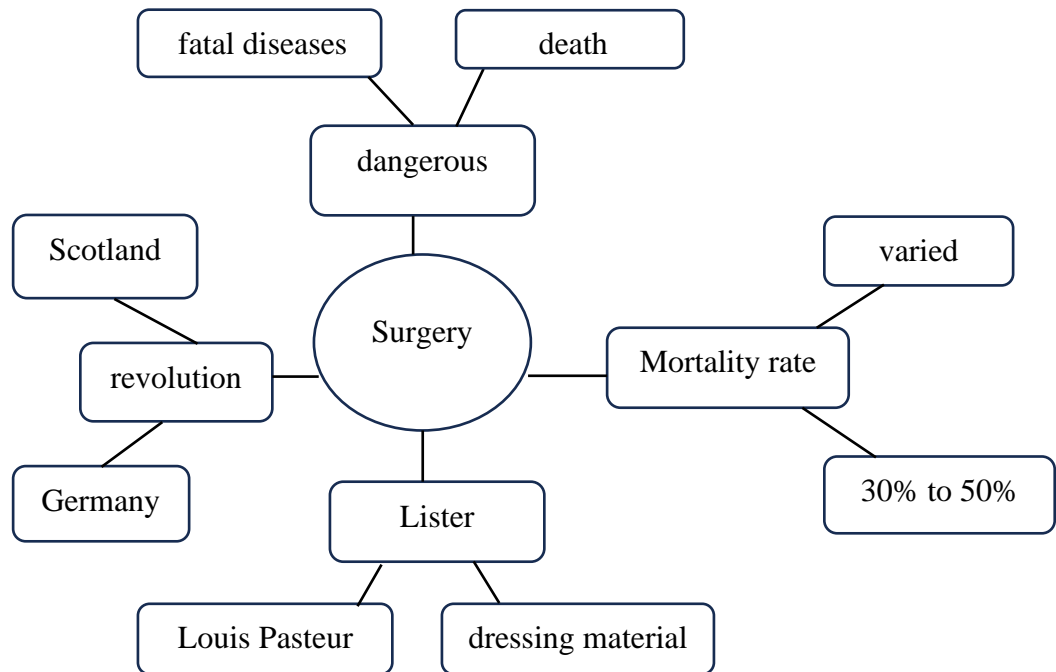 fatal diseases
death
dangerous
Scotland
varied
Surgery
Mortality rate
revolution
Germany
30% to 50%
Lister
Louis Pasteur
dressing material